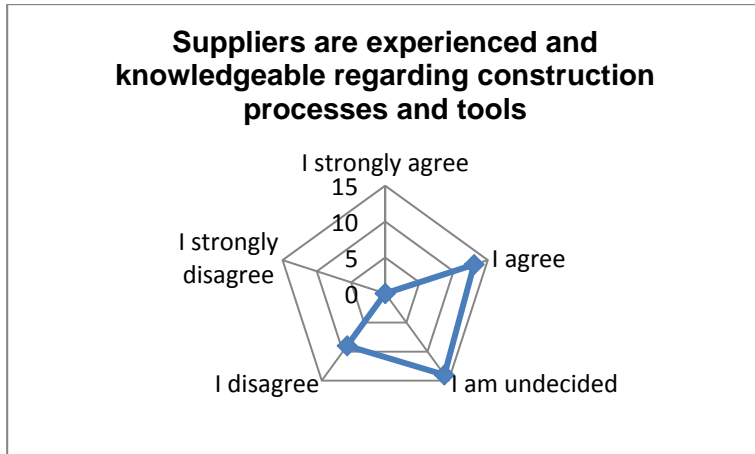 Suppliers are experienced and
knowledgeable regarding construction
processes and tools
I strongly agree
15
10
5
0
I agree
I am undecided
I disagree
I strongly
disagree